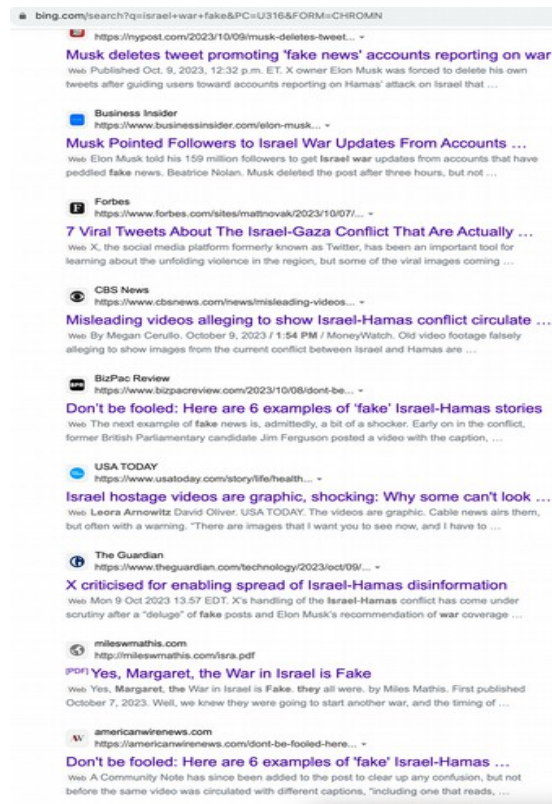 bing.com/search?q=israel+war+fake&PC=U316&FORM=CHROMN
https://nypost.com/2023/10/09/musk-deletes-tweet...
Musk deletes tweet promoting 'fake news' accounts reporting on war
Web Published Oct. 9, 2023, 12:32 p.m. ET. X owner Elon Musk was forced to delete his own
tweets after guiding users toward accounts reporting on Hamas' attack on Israel that ...
Business Insider
https://www.businessinsider.com/elon-musk...
Musk Pointed Followers to Israel War Updates From Accounts ...
Web Elon Musk told his 159 million followers to get Israel war updates from accounts that have
peddled fake news. Beatrice Nolan. Musk deleted the post after three hours, but not ...
F
Forbes
https://www.forbes.com/sites/mattnovak/2023/10/07/...
7 Viral Tweets About The Israel-Gaza Conflict That Are Actually ...
Web X, the social media platform formerly known as Twitter, has been an important tool for
learning about the unfolding violence in the region, but some of the viral images coming ...
CBS News
https://www.cbsnews.com/news/misleading-videos...
Misleading videos alleging to show Israel-Hamas conflict circulate ...
Web By Megan Cerullo. October 9, 2023 / 1:54 PM / MoneyWatch. Old video footage falsely
alleging to show images from the current conflict between Israel and Hamas are ...
BPR
BizPac Review
https://www.bizpacreview.com/2023/10/08/dont-be...
Don't be fooled: Here are 6 examples of 'fake' Israel-Hamas stories
Web The next example of fake news is, admittedly, a bit of a shocker. Early on in the conflict,
former British Parliamentary candidate Jim Ferguson posted a video with the caption, ...
USA TODAY
https://www.usatoday.com/story/life/health...
Israel hostage videos are graphic, shocking: Why some can't look ...
Web Leora Arnowitz David Oliver. USA TODAY. The videos are graphic. Cable news airs them,
but often with a warning. "There are images that I want you to see now, and I have to ...
The Guardian
https://www.theguardian.com/technology/2023/oct/09/...
X criticised for enabling spread of Israel-Hamas disinformation
Web Mon 9 Oct 2023 13.57 EDT. X's handling of the Israel-Hamas conflict has come under
scrutiny after a "deluge" of fake posts and Elon Musk's recommendation of war coverage ...
mileswmathis.com
http://mileswmathis.com/isra.pdf
[PDF] Yes, Margaret, the War in Israel is Fake
Web Yes, Margaret, the War in Israel is Fake. they all were. by Miles Mathis. First published
October 7, 2023. Well, we knew they were going to start another war, and the timing of ...
americanwirenews.com
https://americanwirenews.com/dont-be-fooled-here...
Don't be fooled: Here are 6 examples of 'fake' Israel-Hamas ...
Web A Community Note has since been added to the post to clear up any confusion, but not
before the same video was circulated with different captions, "including one that reads, ...